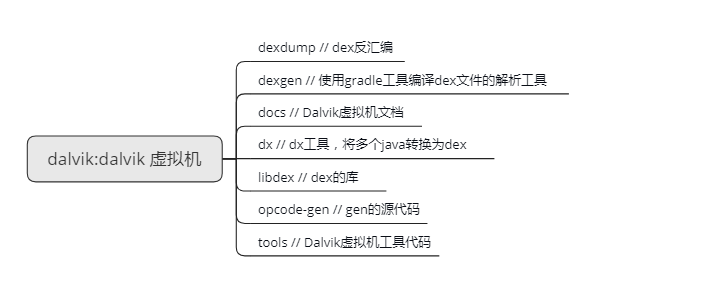 dexdump // dex反汇编
dexgen // 使用gradle工具编译dex文件的解析工具
docs // Dalvik虚拟机文档
dalvik:dalvik 虚拟机
dx // dx工具，将多个java转换为dex
libdex // dex的库
opcode-gen // gen的源代码
tools // Dalvik虚拟机工具代码